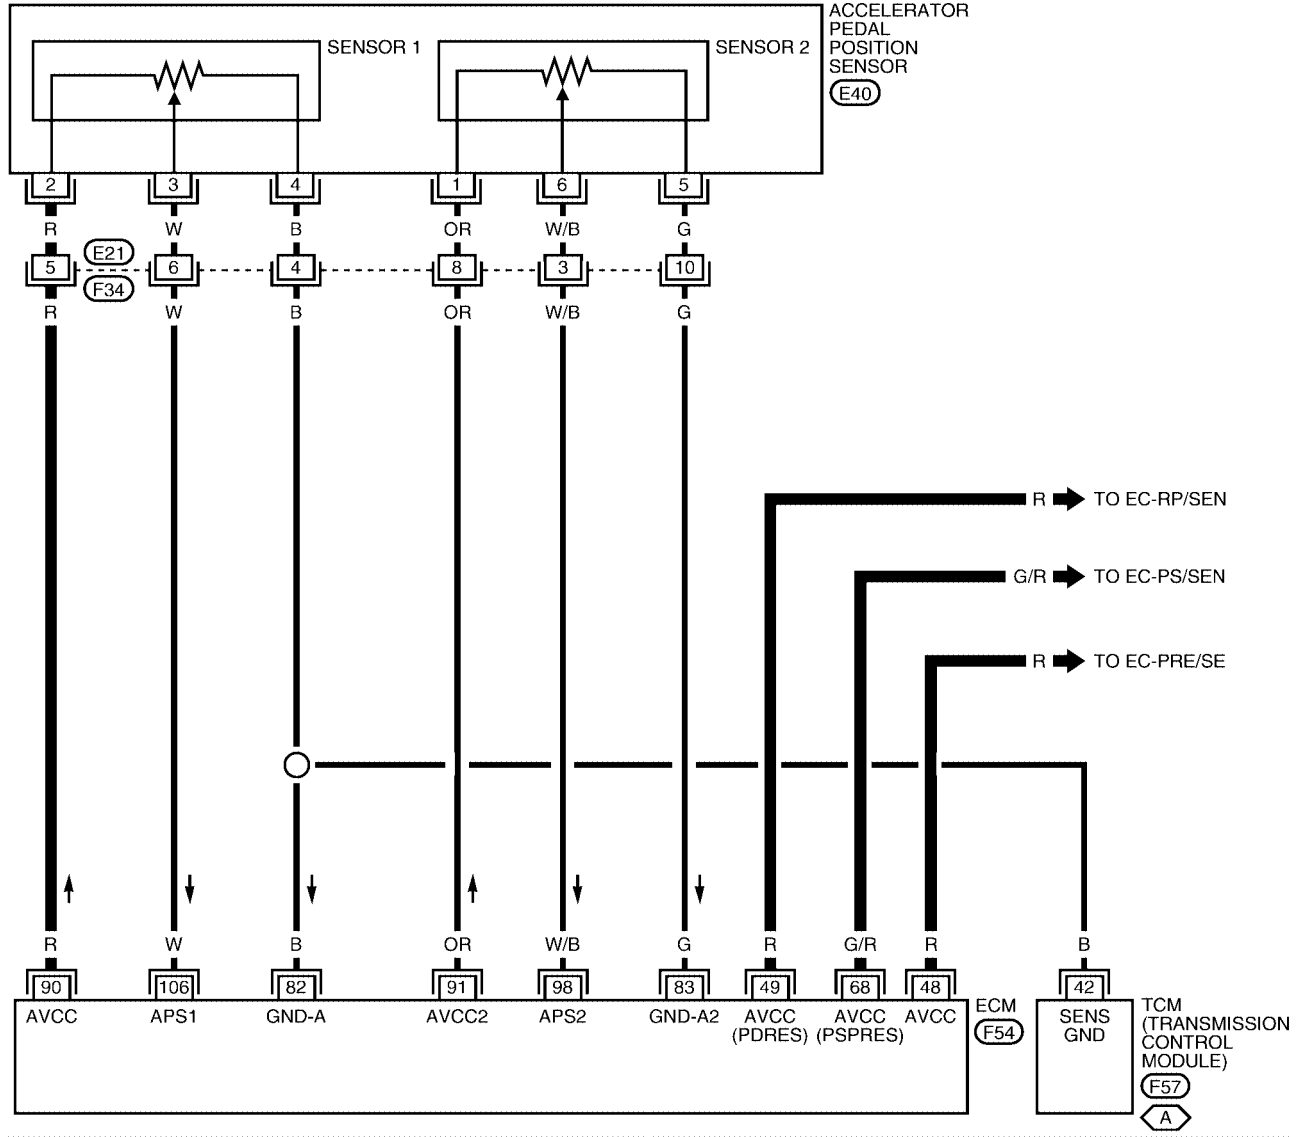 ACCELERATOR
PEDAL
POSITION
SENSOR
E40
SENSOR 1
SENSOR 2
2 3 4 1 6 5
R W B OR W/B G
E21
5 6 4 8 3 10
F34
R W B OR W/B G
R TO EC-RP/SEN
G/R TO EC-PS/SEN
R TO EC-PRE/SE
R W B OR W/B G R G/R R B
90 106 82 91 98 83 49 68 48 42
AVCC APS1 GND-A AVCC2 APS2 GND-A2 AVCC AVCC AVCC
(PDRES) (PSPRES)
ECM
F54
SENS
GND
TCM
(TRANSMISSION
CONTROL
MODULE)
F57
A